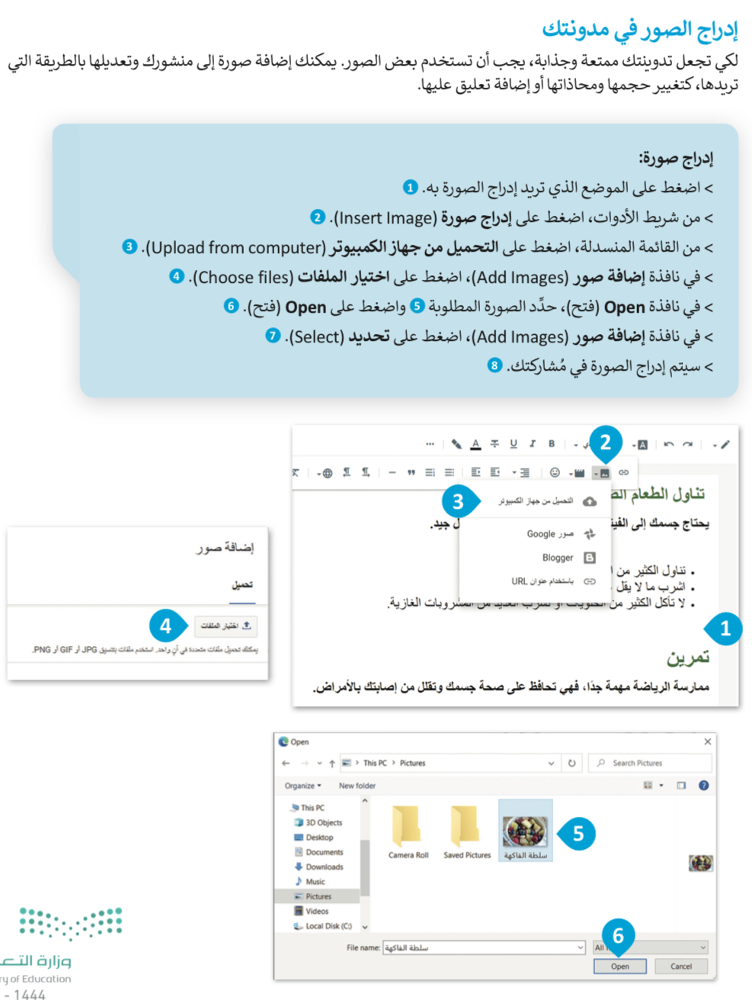 إدراج الصور في مدونتك
لكي تجعل تدوينتك ممتعة وجذابة، يجب أن تستخدم بعض الصور. يمكنك إضافة صورة إلى منشورك وتعديلها بالطريقة التي
تريدها، كتغيير حجمها ومحاذاتها أو إضافة تعليق عليها.
إدراج صورة:
> اضغط على الموضع الذي تريد إدراج الصورة به. 1
> من شريط الأدوات، اضغط على إدراج صورة (Insert Image). 2
> من القائمة المنسدلة، اضغط على التحميل من جهاز الكمبيوتر (Upload from computer). 3
> في نافذة إضافة صور (Add Images)، اضغط على اختيار الملفات (Choose files). 4
> في نافذة Open (فتح)، حدِّد الصورة المطلوبة 5 واضغط على Open (فتح). 6
> في نافذة إضافة صور (Add Images)، اضغط على تحديد (Select). 7
> سيتم إدراج الصورة في مُشاركتك. 8
2
تناول الطعام
3
التحميل من جهاز الكمبيوتر
يحتاج جسمك إلى
جيد.
صور Google
Blogger
باستخدام عنوان URL
• تناول الكثير من
• اشرب ما لا يقل
• لا تأكل الكثير من الحلويات أو تشرب العديد من المشروبات الغازية.
1
تمرين
ممارسة الرياضة مهمة جدًا، فهي تحافظ على صحة جسمك وتقلل من إصابتك بالأمراض.
إضافة صور
تحميل
اختيار الملفات
4
يمكنك تحميل ملفات متعددة في آنٍ واحد. استخدم ملفات بتنسيق JPG أو GIF أو PNG.
Open
This PC > Pictures
Search Pictures
Organize
New folder
This PC
3D Objects
Desktop
Documents
Downloads
Music
Pictures
Videos
Local Disk (C:)
Camera Roll
Saved Pictures
سلطة الفاكهة
5
File name: سلطة الفاكهة
All
6
Open
Cancel
وزارة التعـ
ry of Education
- 1444